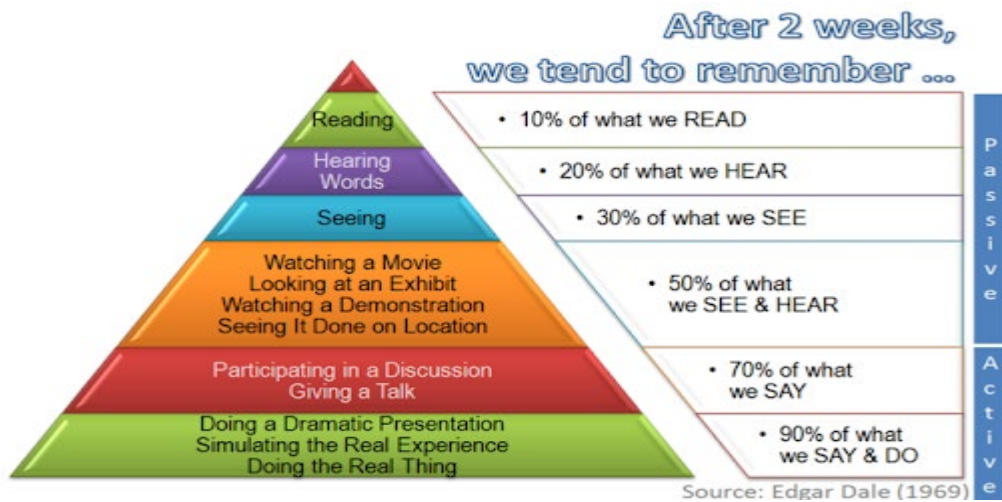 After 2 weeks,
we tend to remember ...
Reading
Hearing
Words
Seeing
Watching a Movie
Looking at an Exhibit
Watching a Demonstration
Seeing It Done on Location
Participating in a Discussion
Giving a Talk
Doing a Dramatic Presentation
Simulating the Real Experience
Doing the Real Thing
• 10% of what we READ
• 20% of what we HEAR
• 30% of what we SEE
• 50% of what
we SEE & HEAR
• 70% of what
we SAY
• 90% of what
we SAY & DO
Passive
Active
Source: Edgar Dale (1969)